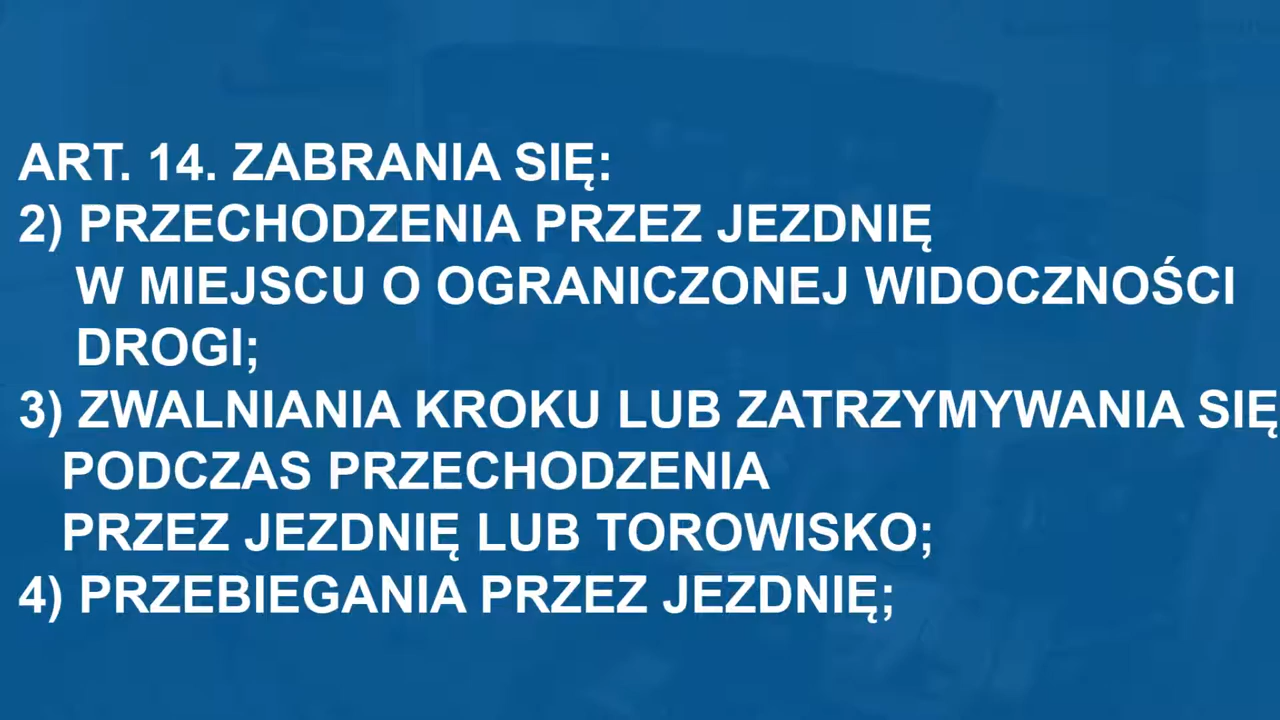 ART. 14. ZABRANIA SIĘ:
2) PRZECHODZENIA PRZEZ JEZDNIĘ
W MIEJSCU O OGRANICZONEJ WIDOCZNOŚCI
DROGI;
3) ZWALNIANIA KROKU LUB ZATRZYMYWANIA SIĘ
PODCZAS PRZECHODZENIA
PRZEZ JEZDNIĘ LUB TOROWISKO;
4) PRZEBIEGANIA PRZEZ JEZDNIĘ;